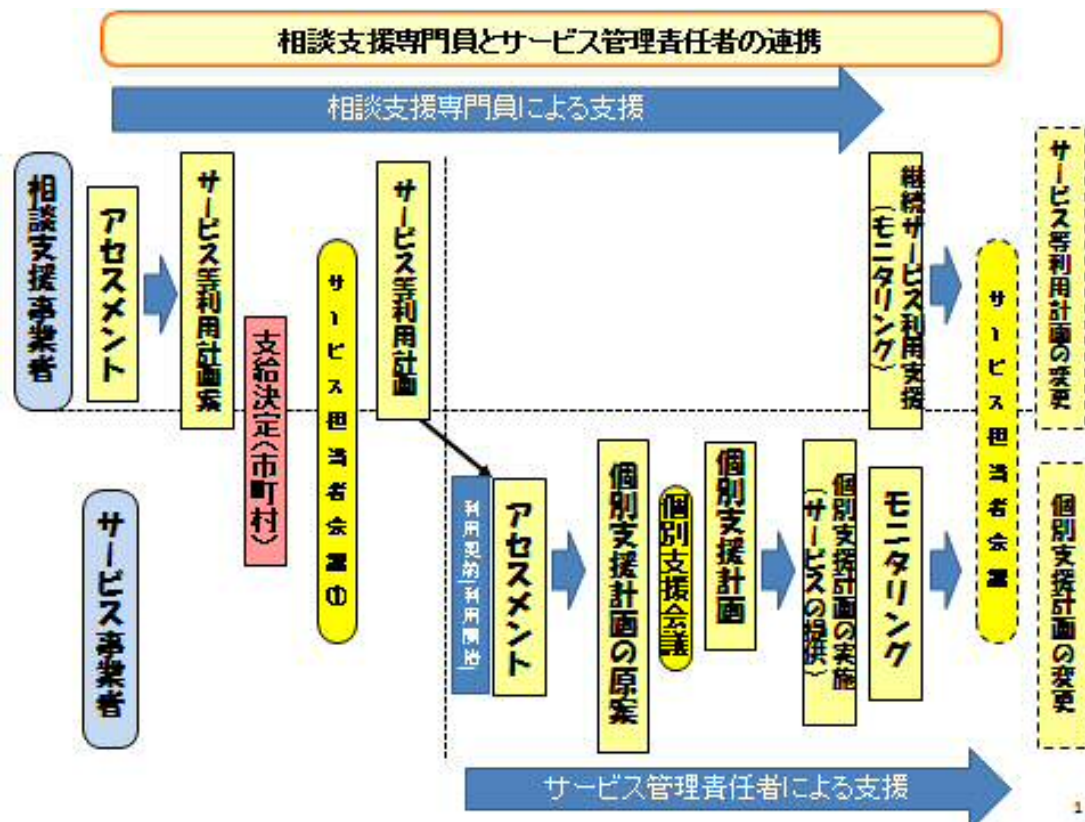 相談支援専門員とサービス管理責任者の連携
相談支援専門員による支援
相談支援事業者
アセスメント
サービス等利用計画案
支給決定(市町村)
サービス担当者会議①
サービス等利用計画
継続サービス利用支援
(モニタリング)
サービス担当者会議
サービス等利用計画の変更
サービス事業者
利用契約(利用開始)
アセスメント
個別支援計画の原案
個別支援会議
個別支援計画
個別支援計画の実施
(サービスの提供)
モニタリング
個別支援計画の変更
サービス管理責任者による支援
1